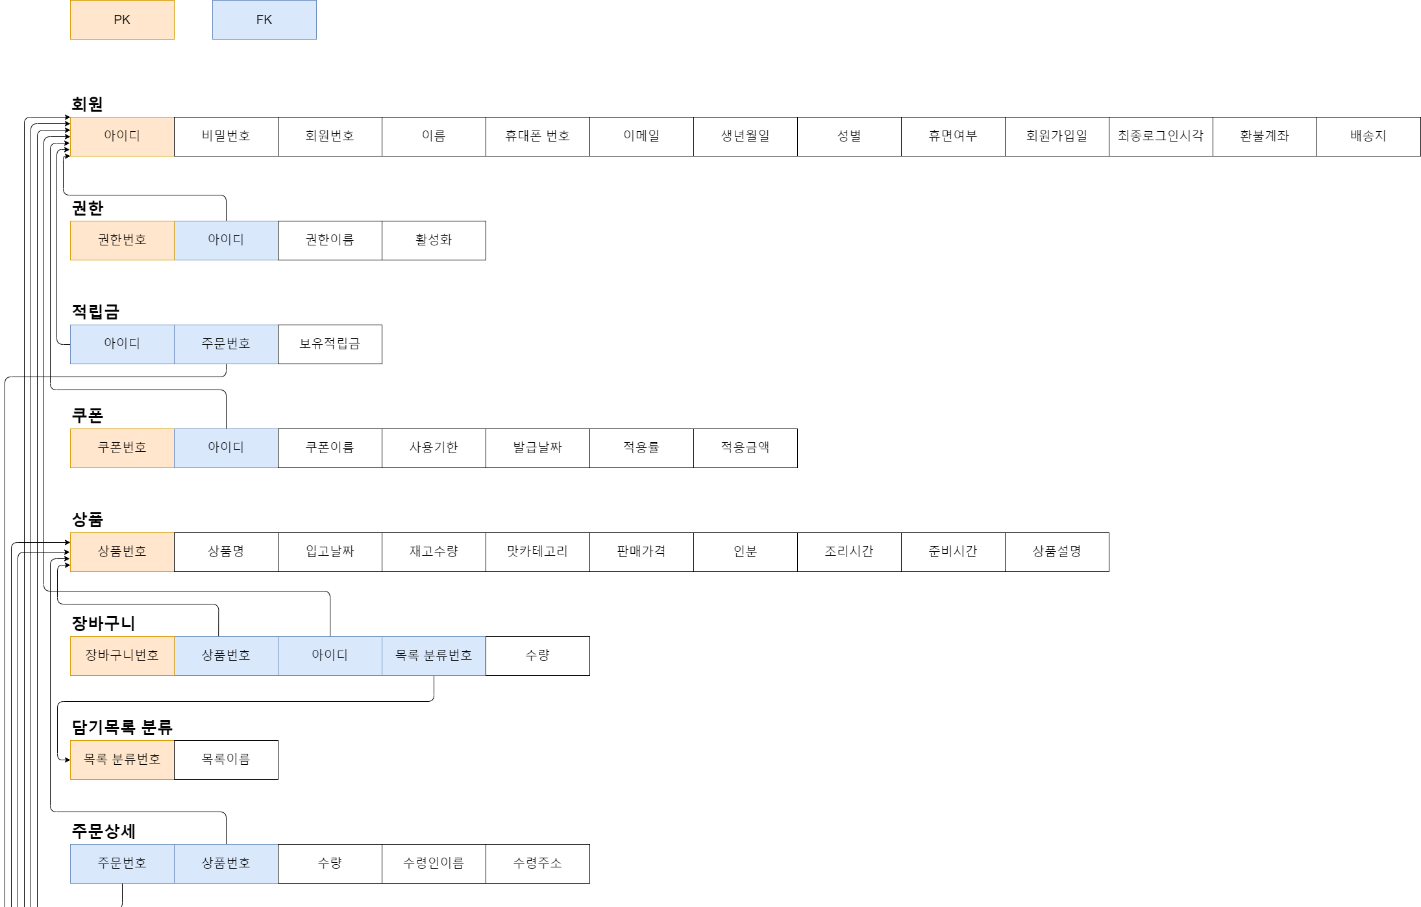 PK FK
회원
아이디 비밀번호 회원번호 이름 휴대폰 번호 이메일 생년월일 성별 휴면여부 회원가입일 최종로그인시각 환불계좌 배송지
권한
권한번호 아이디 권한이름 활성화
적립금
아이디 주문번호 보유적립금
쿠폰
쿠폰번호 아이디 쿠폰이름 사용기한 발급날짜 적용률 적용금액
상품
상품번호 상품명 입고날짜 재고수량 맛카테고리 판매가격 인분 조리시간 준비시간 상품설명
장바구니
장바구니번호 상품번호 아이디 목록 분류번호 수량
담기목록 분류
목록 분류번호 목록이름
주문상세
주문번호 상품번호 수량 수령인이름 수령주소